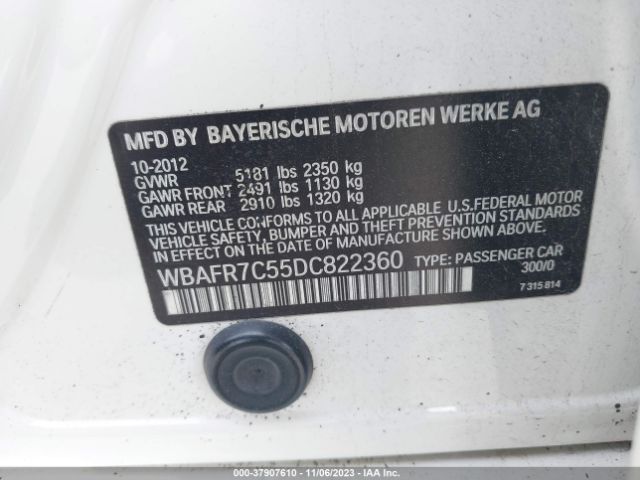 MFD BY BAYERISCHE MOTOREN WERKE AG
10-2012
GVWR 5181 lbs 2350 kg
GAWR FRONT 2491 lbs 1130 kg
GAWR REAR 2910 lbs 1320 kg
THIS VEHICLE CONFORMS TO ALL APPLICABLE U.S.FEDERAL MOTOR
VEHICLE SAFETY, BUMPER, AND THEFT PREVENTION STANDARDS
IN EFFECT ON THE DATE OF MANUFACTURE SHOWN ABOVE.
WBAFR7C55DC822360 TYPE: PASSENGER CAR
300/0
7 315 814
000-37907610 - 11/06/2023 - IAAI.com